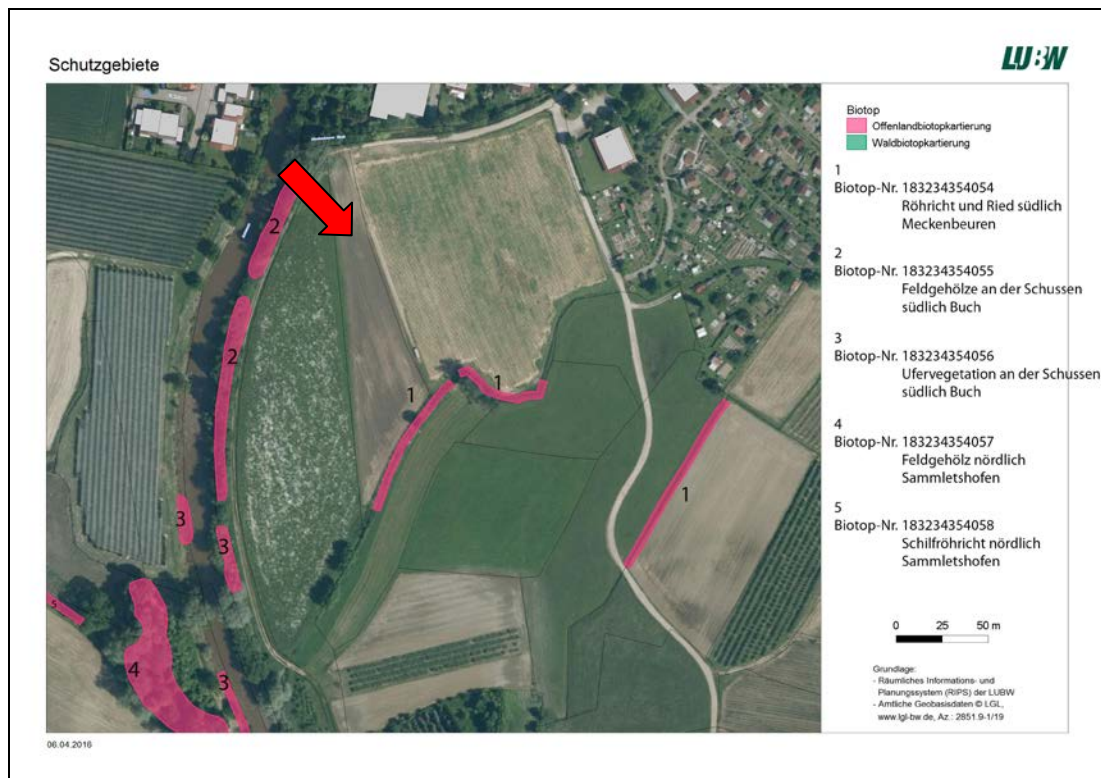 Schutzgebiete
LUBW
Biotop
Offenlandbiotopkartierung
Waldbiotopkartierung
1
Biotop-Nr. 183234354054
Röhricht und Ried südlich
Meckenbeuren
2
Biotop-Nr. 183234354055
Feldgehölze an der Schussen
südlich Buch
3
Biotop-Nr. 183234354056
Ufervegetation an der Schussen
südlich Buch
4
Biotop-Nr. 183234354057
Feldgehölz nördlich
Sammletshofen
5
Biotop-Nr. 183234354058
Schilfröhricht nördlich
Sammletshofen
0 25 50 m
Grundlage:
- Räumliches Informations- und
Planungssystem (RIPS) der LUBW
- Amtliche Geobasisdaten © LGL,
www.lgl-bw.de, Az.: 2851.9-1/19
2
2
1
1
1
3
3
5
4
3
06.04.2016